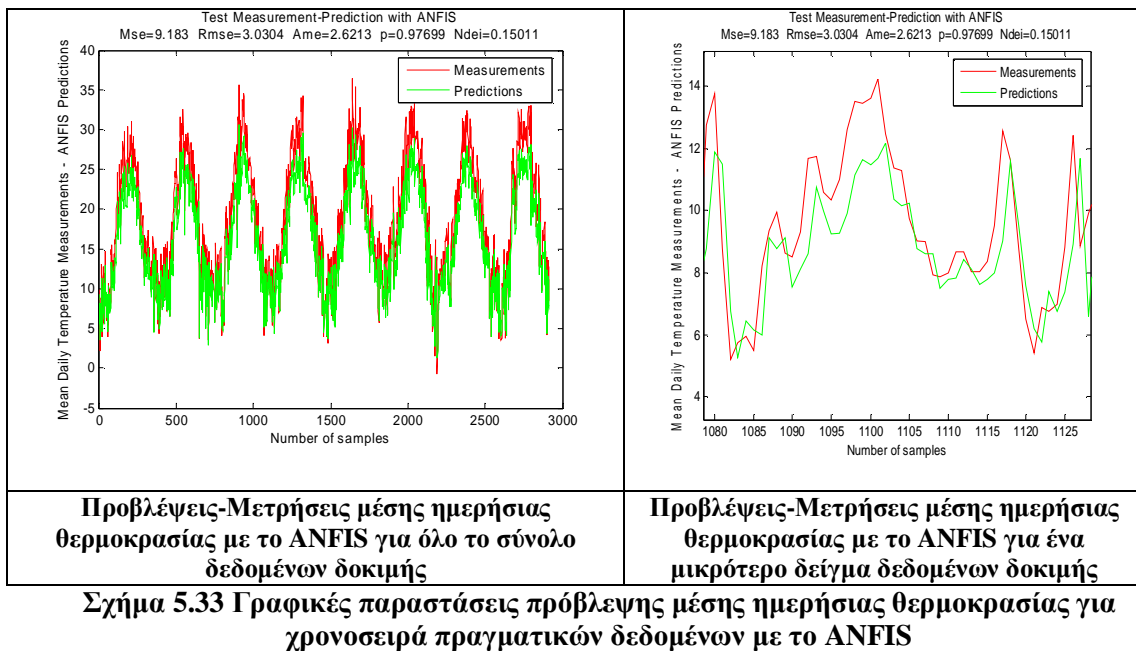 Test Measurement-Prediction with ANFIS
Mse=9.183 Rmse=3.0304 Ame=2.6213 p=0.97699 Ndei=0.15011
Mean Daily Temperature Measurements - ANFIS Predictions
40
35
30
25
20
15
10
5
0
-5
Measurements
Predictions
0 500 1000 1500 2000 2500 3000
Number of samples
Test Measurement-Prediction with ANFIS
Mse=9.183 Rmse=3.0304 Ame=2.6213 p=0.97699 Ndei=0.15011
Mean Daily Temperature Measurements - ANFIS Predictions
14
12
10
8
6
4
Measurements
Predictions
1080 1085 1090 1095 1100 1105 1110 1115 1120 1125
Number of samples
Προβλέψεις-Μετρήσεις μέσης ημερήσιας
θερμοκρασίας με το ANFIS για όλο το σύνολο
δεδομένων δοκιμής
Προβλέψεις-Μετρήσεις μέσης ημερήσιας
θερμοκρασίας με το ANFIS για ένα
μικρότερο δείγμα δεδομένων δοκιμής
Σχήμα 5.33 Γραφικές παραστάσεις πρόβλεψης μέσης ημερήσιας θερμοκρασίας για
χρονοσειρά πραγματικών δεδομένων με το ANFIS